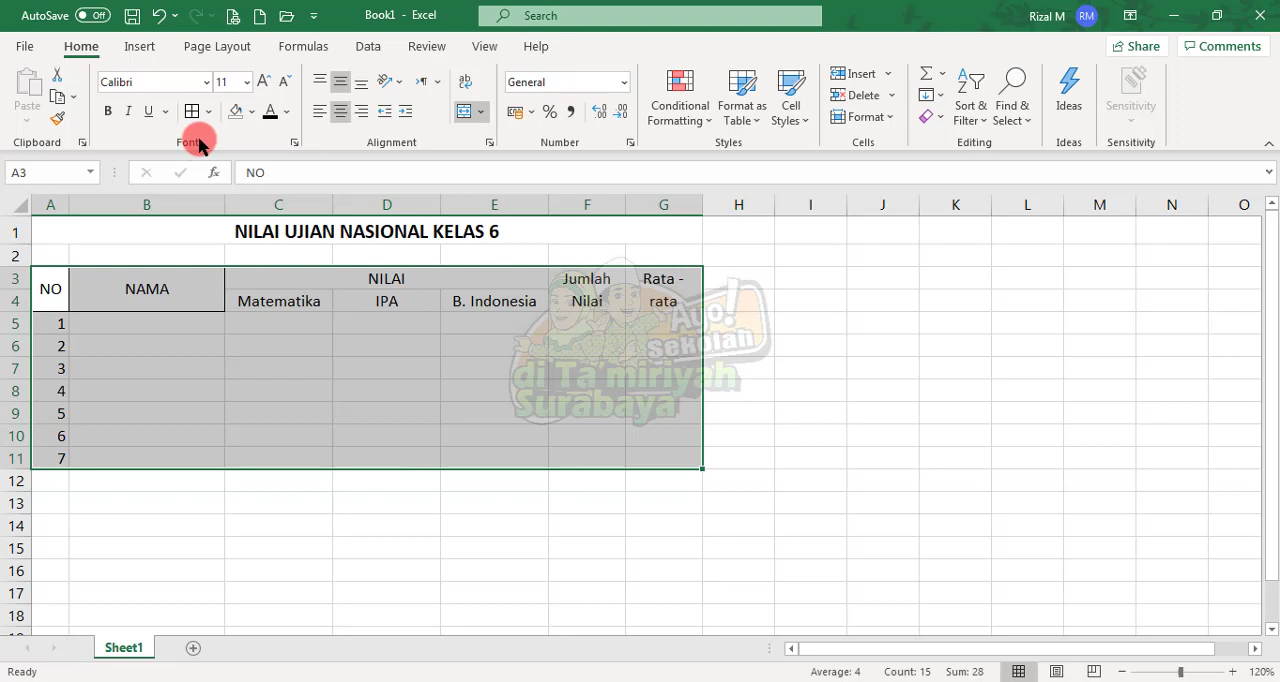 AutoSave Off Book1 - Excel Search Rizal M RM
File Home Insert Page Layout Formulas Data Review View Help Share Comments
Paste Calibri 11 General Conditional Formatting Format as Table Cell Styles Insert Delete Format Sort & Filter Find & Select Ideas Sensitivity
B I U A %
Clipboard Font Alignment Number Styles Cells Editing Ideas Sensitivity
A3 fx NO
A B C D E F G H I J K L M N O
1 NILAI UJIAN NASIONAL KELAS 6
2
3 NO NAMA NILAI Jumlah Rata -
4 Matematika IPA B. Indonesia Nilai rata
5 1
6 2
7 3
8 4
9 5
10 6
11 7
Ayo!
sekolah
di Ta'miriyah
Surabaya
12
13
14
15
16
17
18
Sheet1
Ready Average: 4 Count: 15 Sum: 28 120%